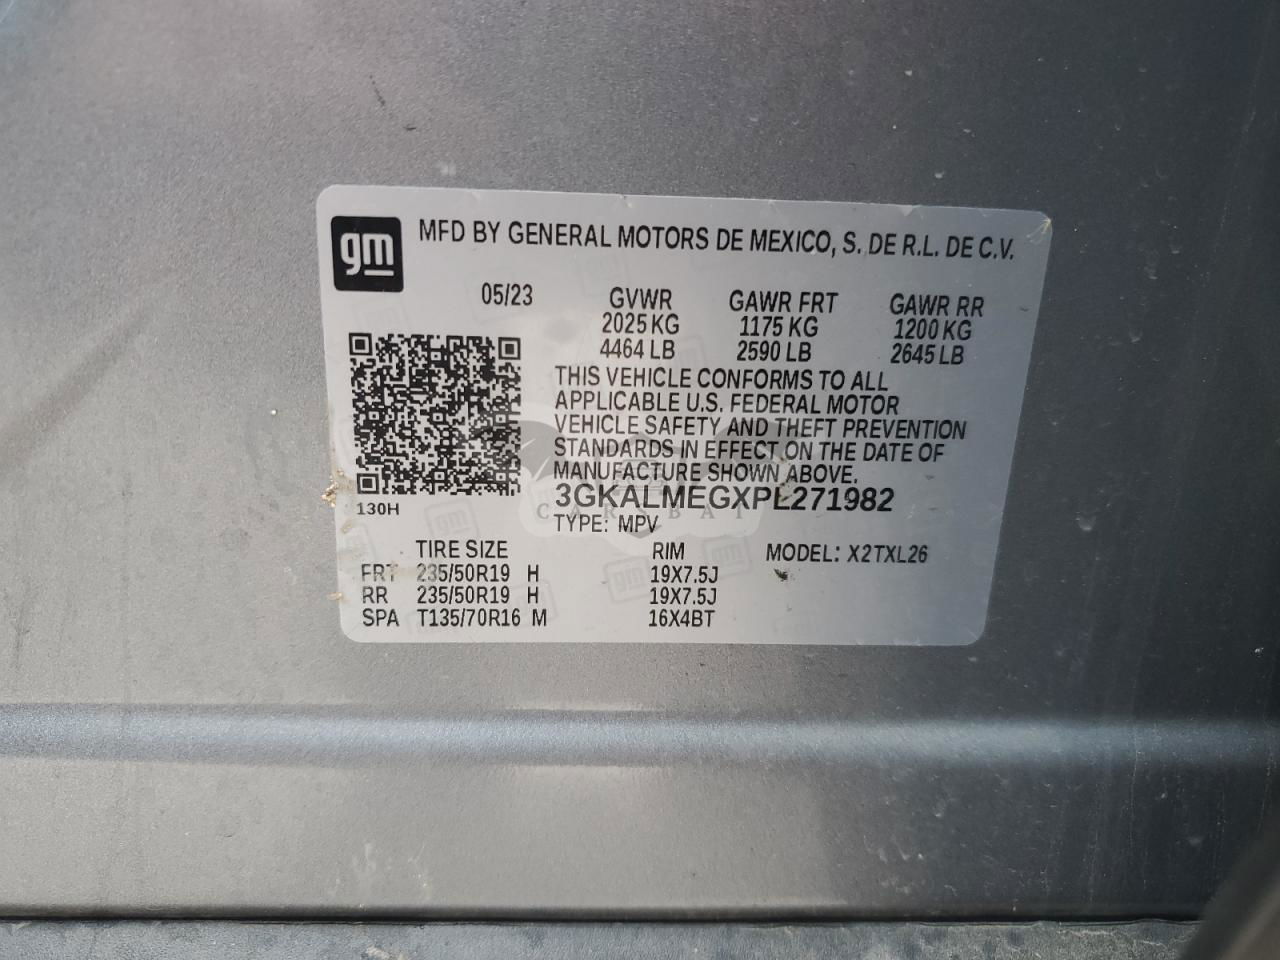 gm
MFD BY GENERAL MOTORS DE MEXICO, S. DE R.L. DE C.V.
05/23 GVWR GAWR FRT GAWR RR
2025 KG 1175 KG 1200 KG
4464 LB 2590 LB 2645 LB
THIS VEHICLE CONFORMS TO ALL
APPLICABLE U.S. FEDERAL MOTOR
VEHICLE SAFETY AND THEFT PREVENTION
STANDARDS IN EFFECT ON THE DATE OF
MANUFACTURE SHOWN ABOVE.
3GKALMEGXPL271982
130H
CARSBAT
TYPE: MPV
TIRE SIZE RIM MODEL: X2TXL26
FRT 235/50R19 H 19X7.5J
RR 235/50R19 H 19X7.5J
SPA T135/70R16 M 16X4BT